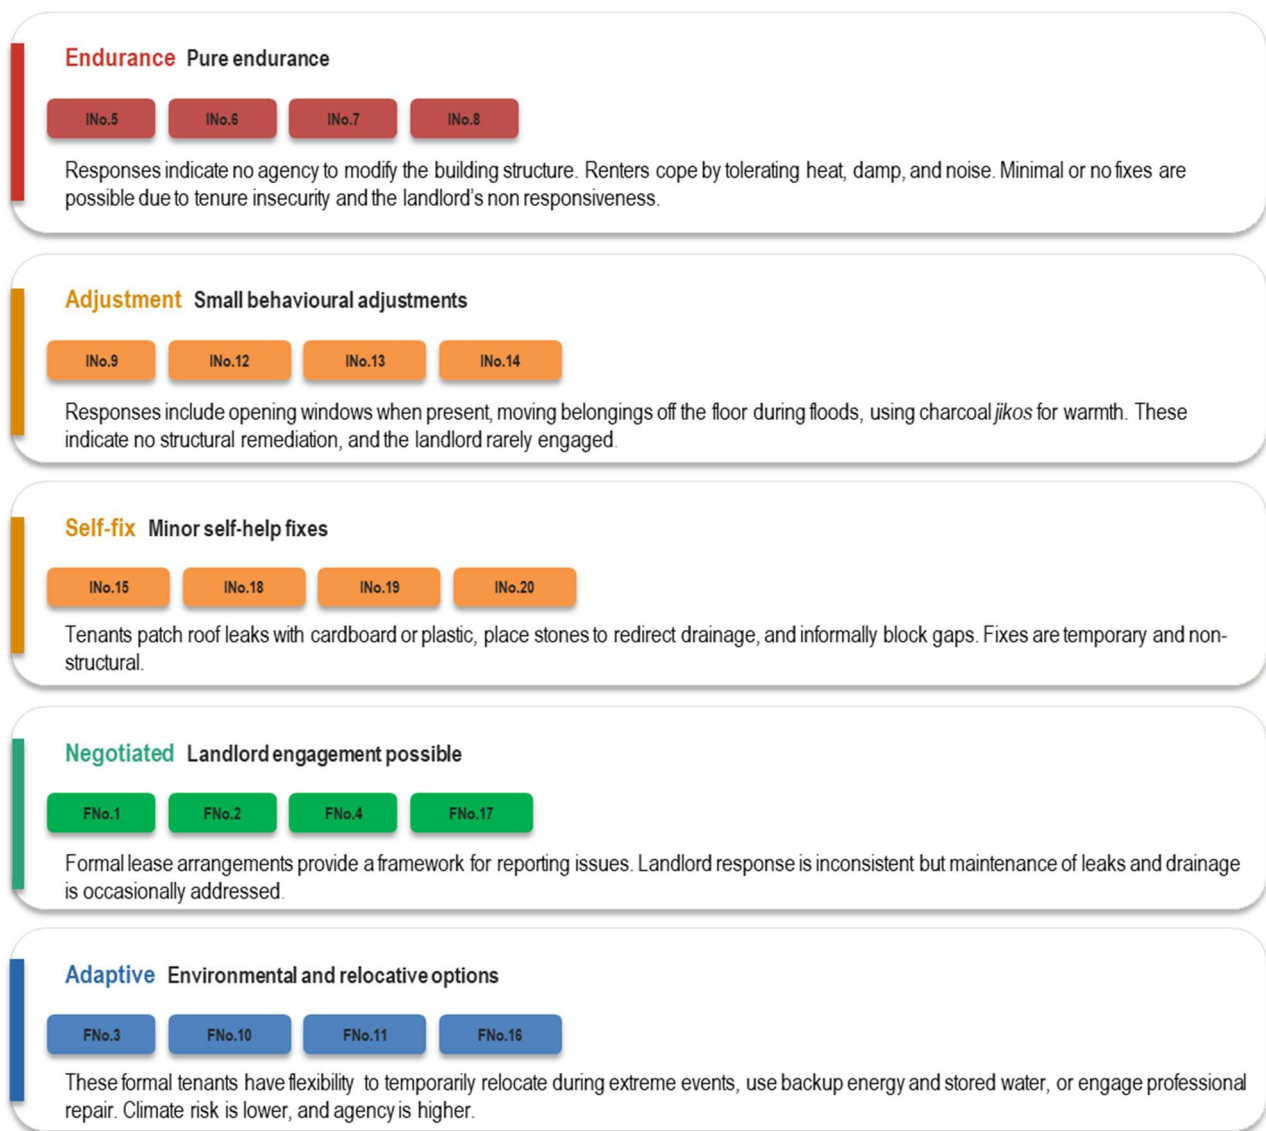 Endurance Pure endurance
INo.5 INo.6 INo.7 INo.8
Responses indicate no agency to modify the building structure. Renters cope by tolerating heat, damp, and noise. Minimal or no fixes are
possible due to tenure insecurity and the landlord's non responsiveness.
Adjustment Small behavioural adjustments
INo.9 INo.12 INo.13 INo.14
Responses include opening windows when present, moving belongings off the floor during floods, using charcoal jikos for warmth. These
indicate no structural remediation, and the landlord rarely engaged.
Self-fix Minor self-help fixes
INo.15 INo.18 INo.19 INo.20
Tenants patch roof leaks with cardboard or plastic, place stones to redirect drainage, and informally block gaps. Fixes are temporary and non-
structural.
Negotiated Landlord engagement possible
FNo.1 FNo.2 FNo.4 FNo.17
Formal lease arrangements provide a framework for reporting issues. Landlord response is inconsistent but maintenance of leaks and drainage
is occasionally addressed.
Adaptive Environmental and relocative options
FNo.3 FNo.10 FNo.11 FNo.16
These formal tenants have flexibility to temporarily relocate during extreme events, use backup energy and stored water, or engage professional
repair. Climate risk is lower, and agency is higher.